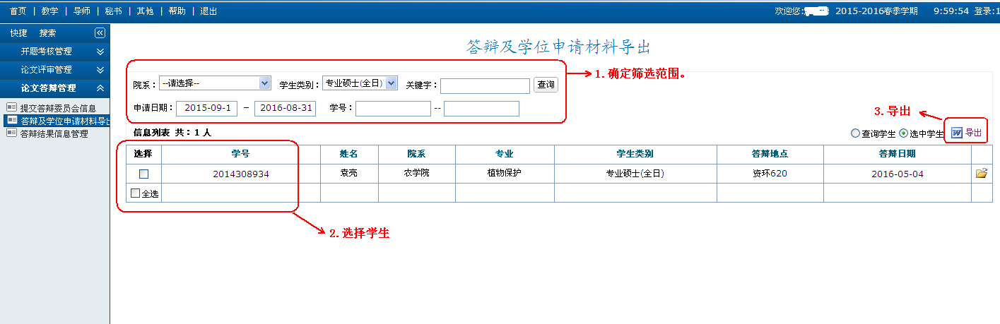 首页 | 教学 | 导师 | 秘书 | 其他 | 帮助 | 退出
欢迎您: 2015-2016春季学期 9:59:54 登录:1
快捷 搜索
开题考核管理
论文评审管理
论文答辩管理
提交答辩委员会信息
答辩及学位申请材料导出
答辩结果信息管理
答辩及学位申请材料导出
院系: --请选择-- 学生类别: 专业硕士(全日) 关键字: 查询
1.确定筛选范围。
申请日期: 2015-09-1 - 2016-08-31 学号: --
3.导出
信息列表 共:1人
查询学生 选中学生 导出
选择 学号 姓名 院系 专业 学生类别 答辩地点 答辩日期
2014308934 袁亮 农学院 植物保护 专业硕士(全日) 资环620 2016-05-04
全选
2.选择学生